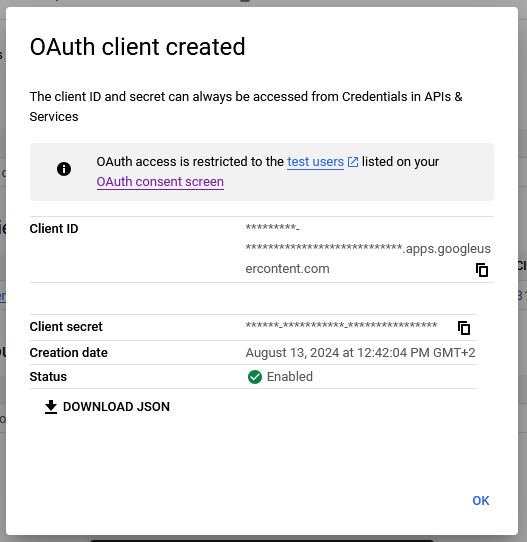 OAuth client created
The client ID and secret can always be accessed from Credentials in APIs &
Services
OAuth access is restricted to the test users listed on your
OAuth consent screen
Client ID
*********-
****************************.apps.googleus
ercontent.com
Client secret
******-***********-****************
Creation date
August 13, 2024 at 12:42:04 PM GMT+2
Status
Enabled
DOWNLOAD JSON
OK